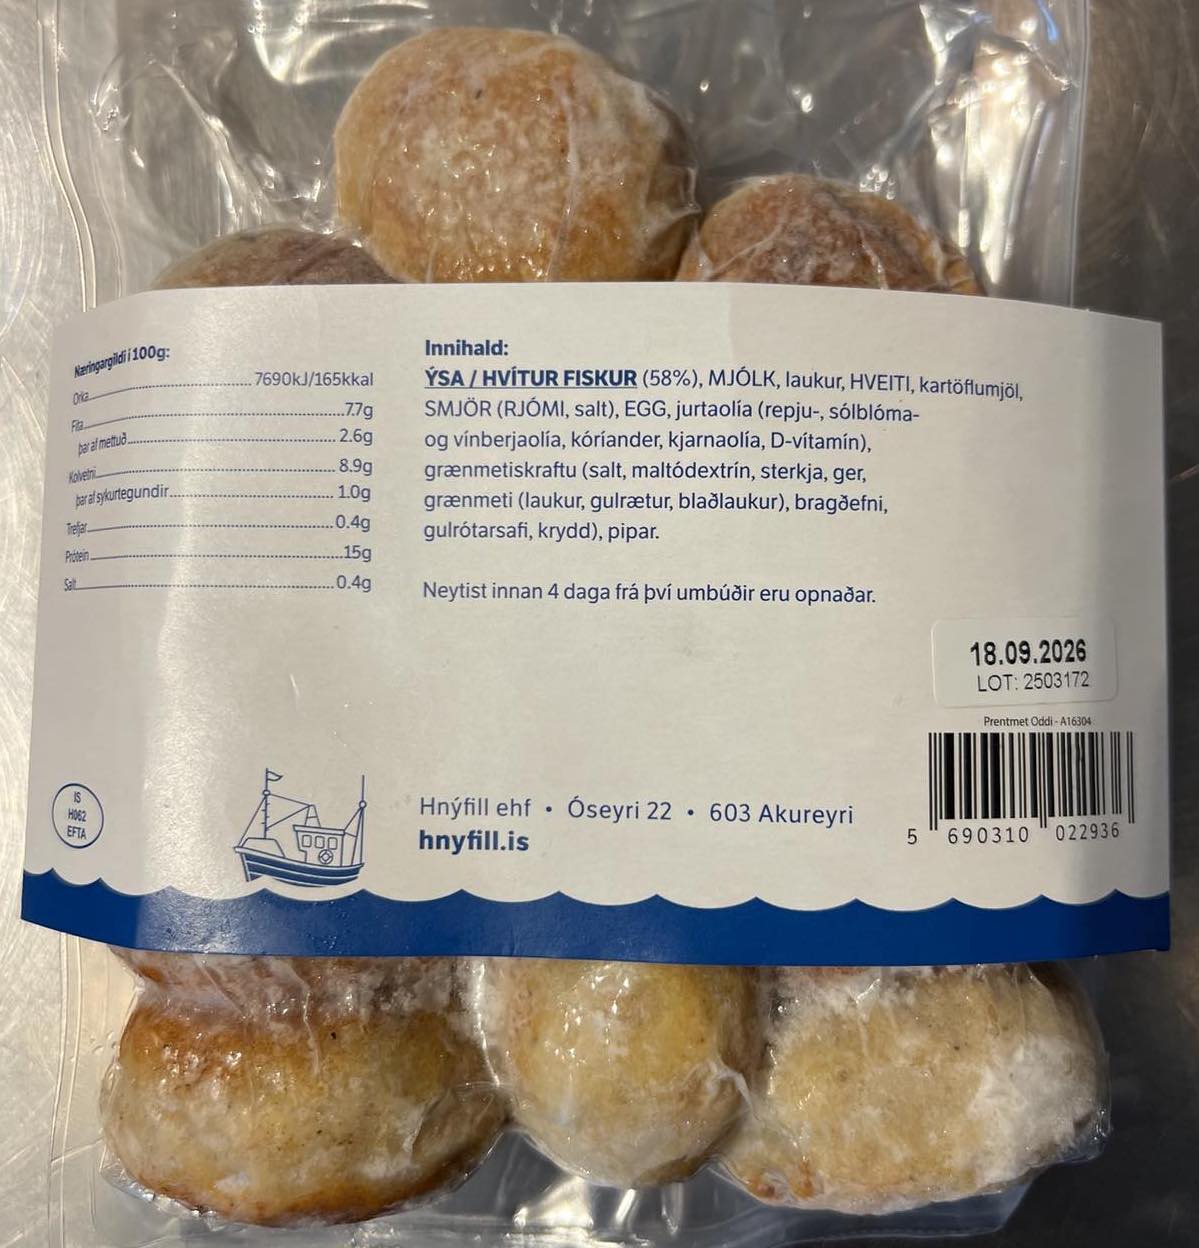 Næringargildi í 100g:
Orka 7690kJ/165kkal
Fita 7.7g
þar af mettuð 2.6g
Kolvetni 8.9g
þar af sykurtegundir 1.0g
Trefjar 0.4g
Prótein 15g
Salt 0.4g
Innihald:
ÝSA / HVÍTUR FISKUR (58%), MJÓLK, laukur, HVEITI, kartöflumjöl,
SMJÖR (RJÓMI, salt), EGG, jurtaolía (repju-, sólblóma-
og vínberjaolía, kóríander, kjarnaolía, D-vítamín),
grænmetiskraftu (salt, maltódextrín, sterkja, ger,
grænmeti (laukur, gulrætur, blaðlaukur), bragðefni,
gulrótarsafi, krydd), pipar.
Neytist innan 4 daga frá því umbúðir eru opnaðar.
18.09.2026
LOT: 2503172
Prentmet Oddi - A16304
5 690310 022936
IS
H062
EFTA
Hnýfill ehf • Óseyri 22 • 603 Akureyri
hnyfill.is